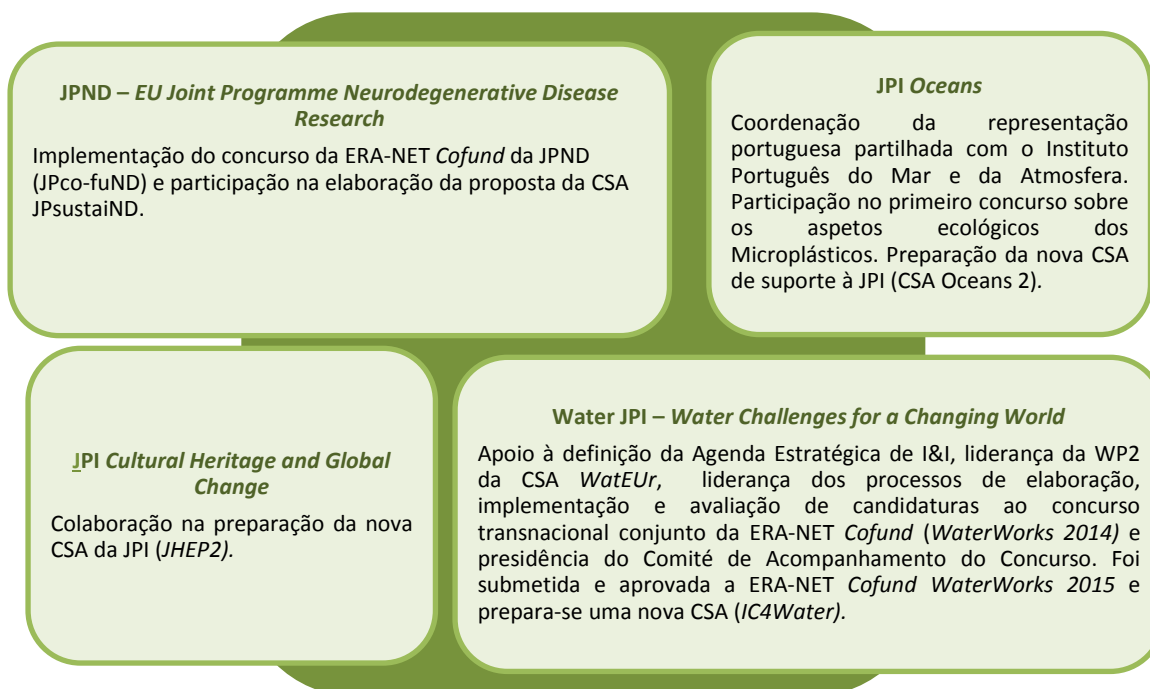 JPND – EU Joint Programme Neurodegenerative Disease
Research
Implementação do concurso da ERA-NET Cofund da JPND
(JPco-fuND) e participação na elaboração da proposta da CSA
JPsustaiND.
JPI Oceans
Coordenação da representação
portuguesa partilhada com o Instituto
Português do Mar e da Atmosfera.
Participação no primeiro concurso sobre
os aspetos ecológicos dos
Microplásticos. Preparação da nova CSA
de suporte à JPI (CSA Oceans 2).
JPI Cultural Heritage and Global
Change
Colaboração na preparação da nova
CSA da JPI (JHEP2).
Water JPI – Water Challenges for a Changing World
Apoio à definição da Agenda Estratégica de I&I, liderança da WP2
da CSA WatEUr, liderança dos processos de elaboração,
implementação e avaliação de candidaturas ao concurso
transnacional conjunto da ERA-NET Cofund (WaterWorks 2014) e
presidência do Comité de Acompanhamento do Concurso. Foi
submetida e aprovada a ERA-NET Cofund WaterWorks 2015 e
prepara-se uma nova CSA (IC4Water).